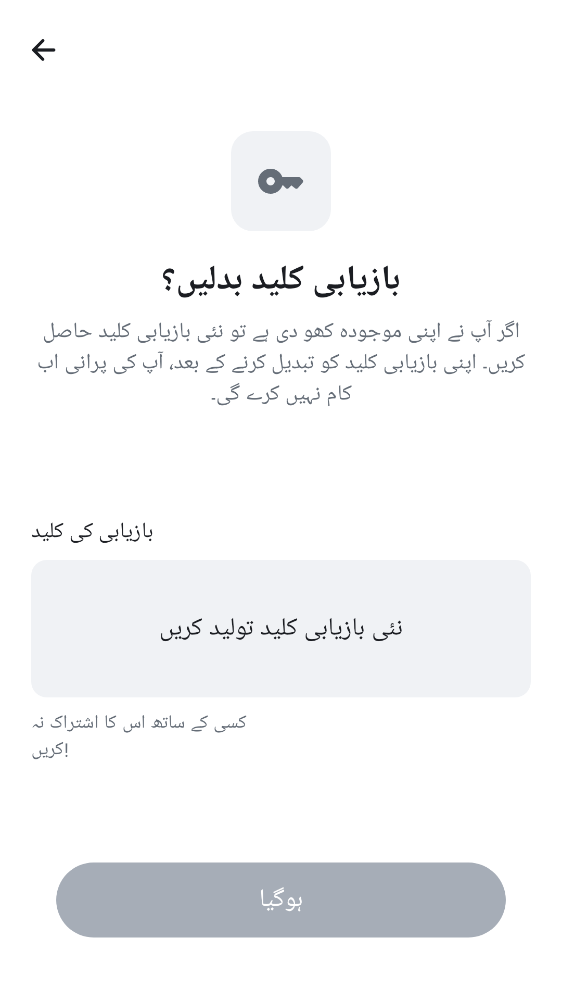 بازیابی کلید بدلیں؟
اگر آپ نے اپنی موجودہ کھو دی ہے تو نئی بازیابی کلید حاصل
کریں۔ اپنی بازیابی کلید کو تبدیل کرنے کے بعد، آپ کی پرانی اب
کام نہیں کرے گی۔
بازیابی کی کلید
نئی بازیابی کلید تولید کریں
کسی کے ساتھ اس کا اشتراک نہ
کریں!
ہوگیا